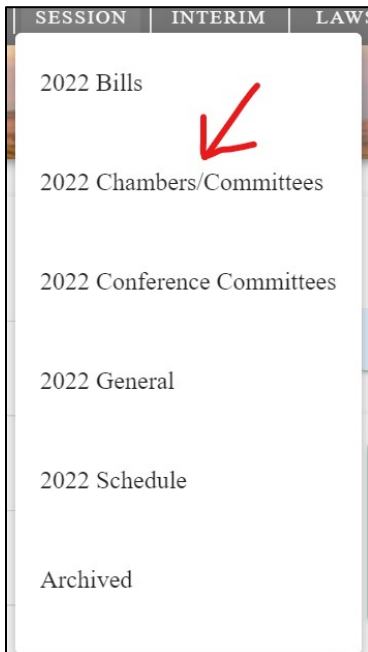 SESSION INTERIM LAWS
2022 Bills
2022 Chambers/Committees
2022 Conference Committees
2022 General
2022 Schedule
Archived